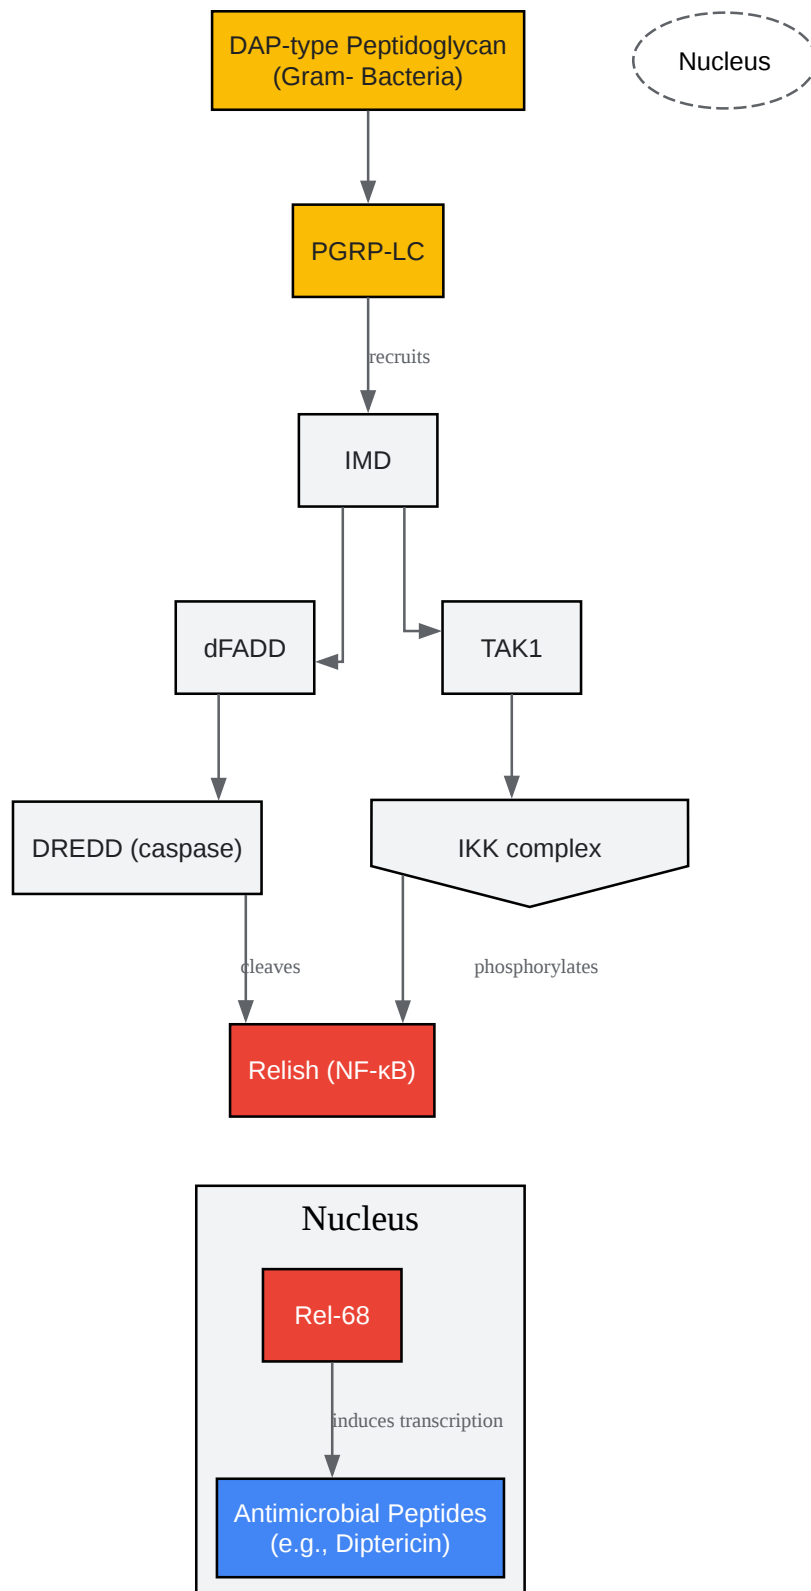 DAP-type Peptidoglycan
(Gram- Bacteria)
Nucleus
PGRP-LC
recruits
IMD
dFADD
TAK1
DREDD (caspase)
IKK complex
cleaves
phosphorylates
Relish (NF-κB)
Nucleus
Rel-68
induces transcription
Antimicrobial Peptides
(e.g., Diptericin)